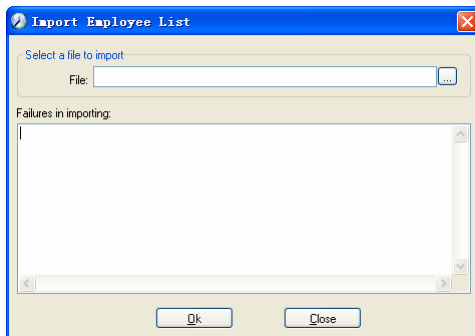 Import Employee List
Select a file to import
File:
...
Failures in importing:
Ok
Close